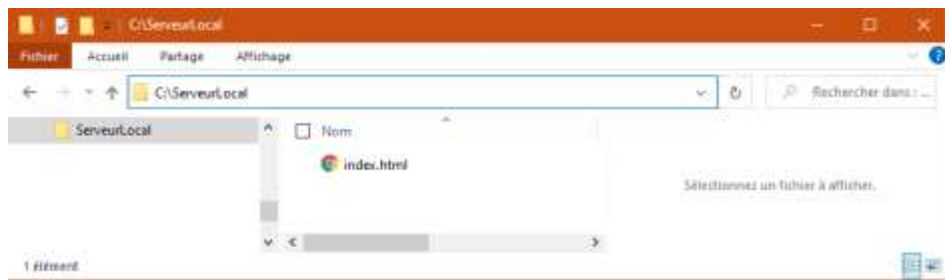 C:\ServeurLocal
Fichier Accueil Partage Affichage
C:\ServeurLocal Rechercher dans : ...
ServeurLocal Nom
index.html
Sélectionnez un fichier à afficher.
1 élément